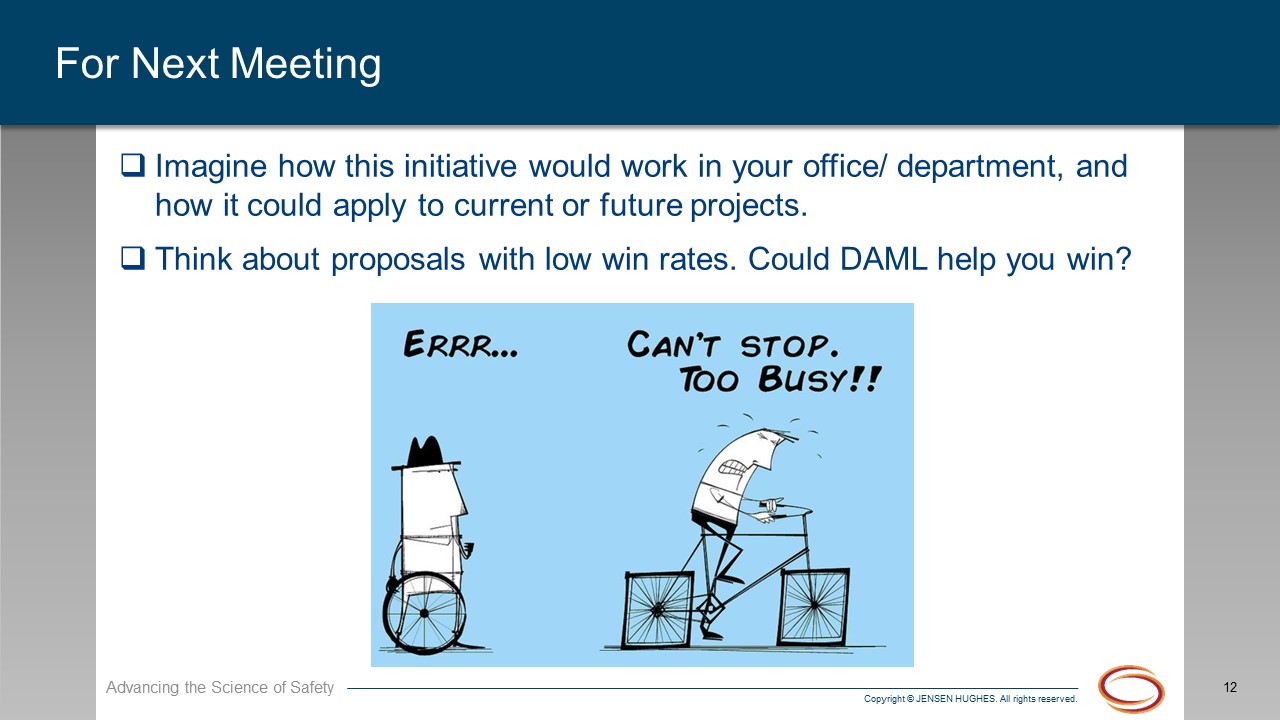 For Next Meeting
Imagine how this initiative would work in your office/ department, and
how it could apply to current or future projects.
Think about proposals with low win rates. Could DAML help you win?
ERRR...
CAN'T STOP.
TOO BUSY!!
Advancing the Science of Safety
Copyright © JENSEN HUGHES. All rights reserved.
12